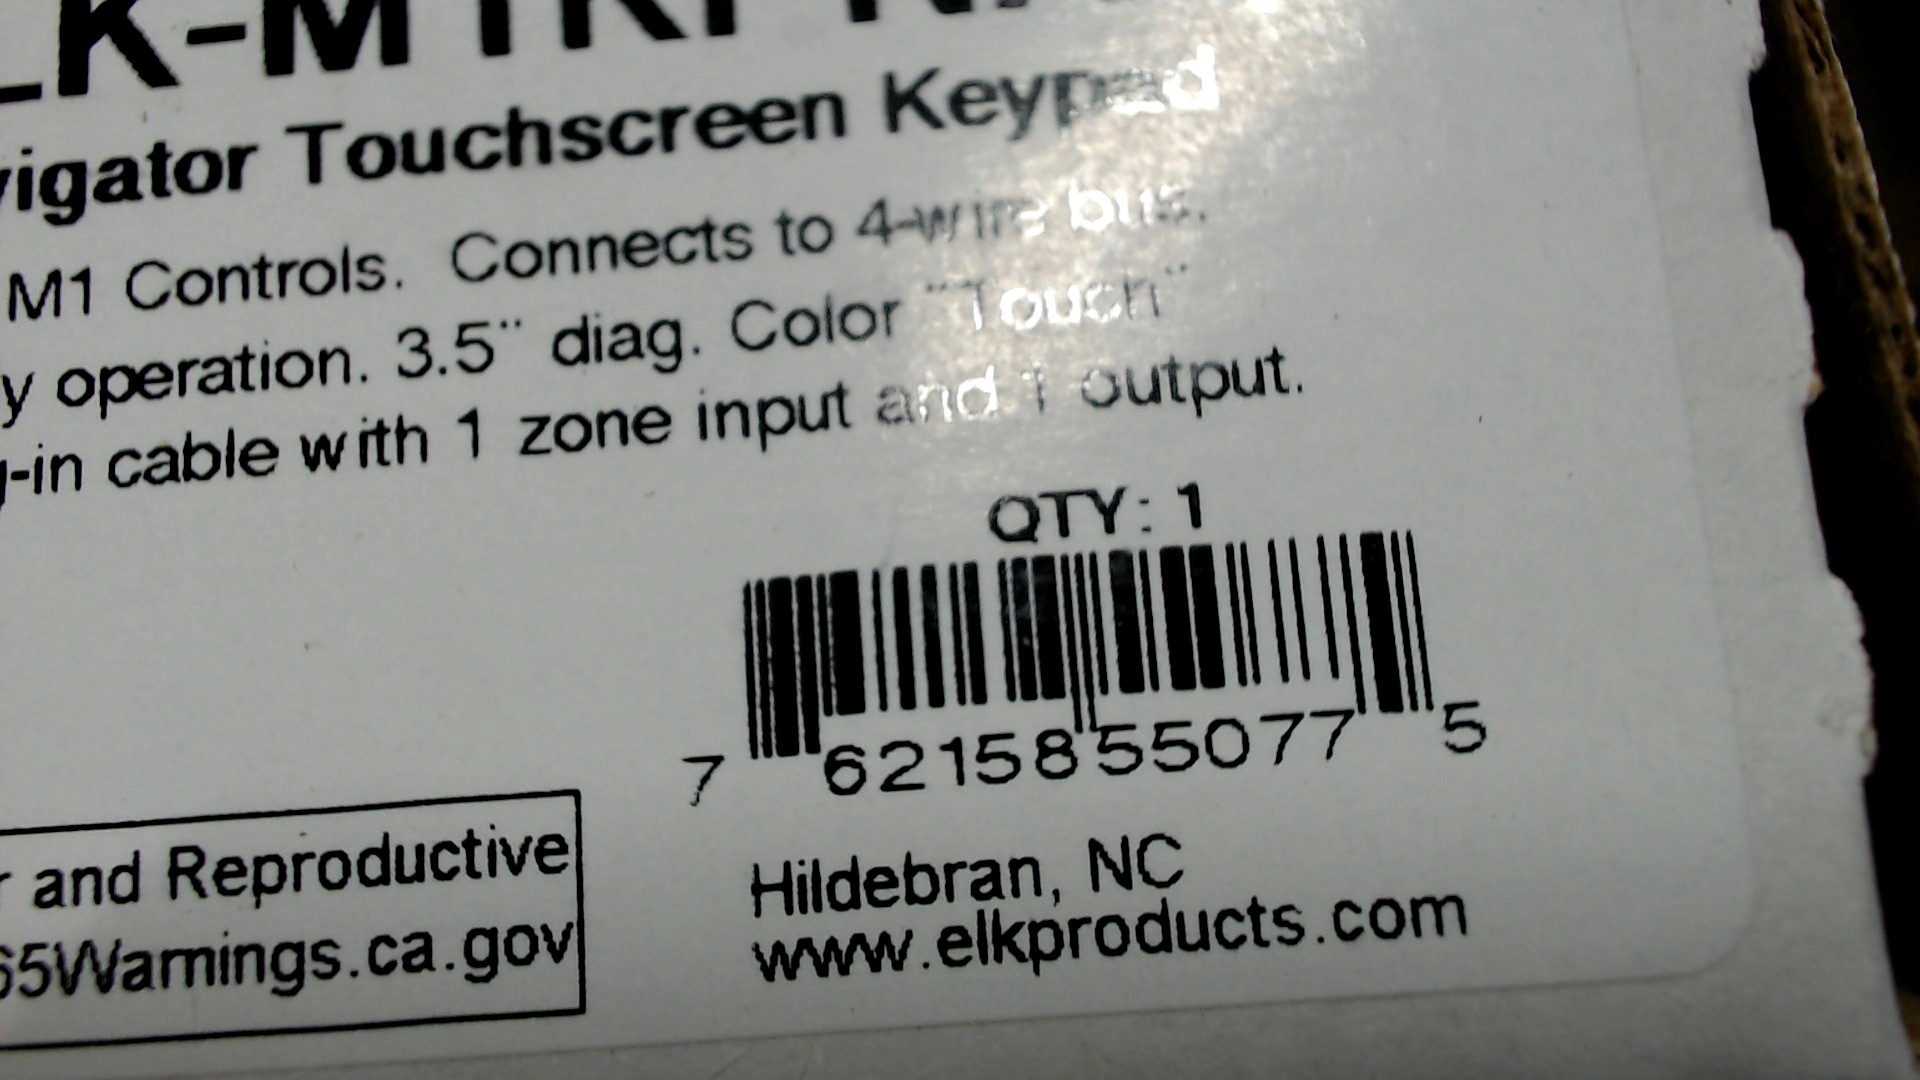 LK-M1KPNA
vigator Touchscreen Keypad
M1 Controls. Connects to 4-wire bus.
y operation. 3.5" diag. Color "Touch"
g-in cable with 1 zone input and 1 output.
QTY: 1
7 62158 55077 5
r and Reproductive
65Warnings.ca.gov
Hildebran, NC
www.elkproducts.com